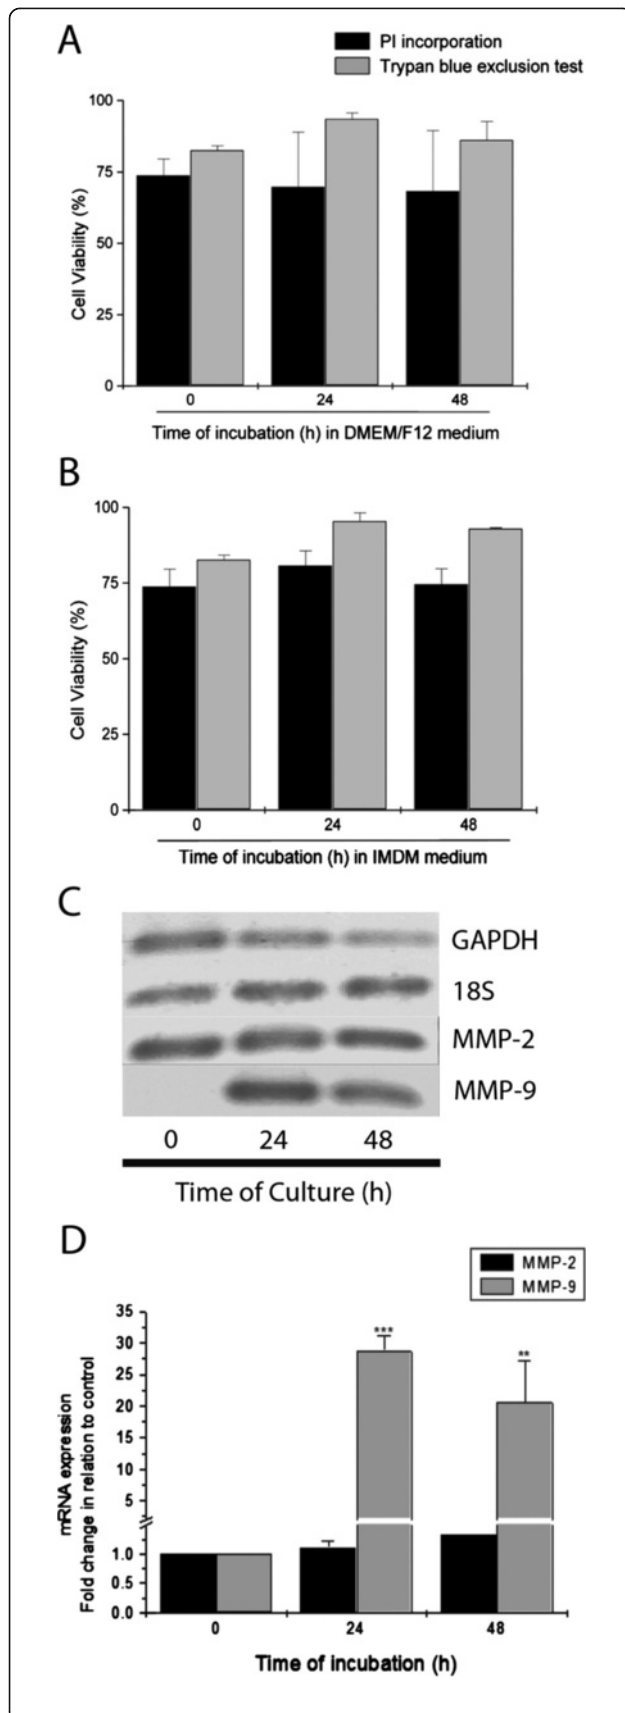 A
PI incorporation
Trypan blue exclusion test
100
75
50
25
0
Cell Viability (%)
0 24 48
Time of incubation (h) in DMEM/F12 medium
B
100
75
50
25
0
Cell Viability (%)
0 24 48
Time of incubation (h) in IMDM medium
C
GAPDH
18S
MMP-2
MMP-9
0 24 48
Time of Culture (h)
D
MMP-2
MMP-9
35
30
25
20
15
10
5
1.0
0.5
0.0
mRNA expression
Fold change in relation to control
***
**
0 24 48
Time of incubation (h)